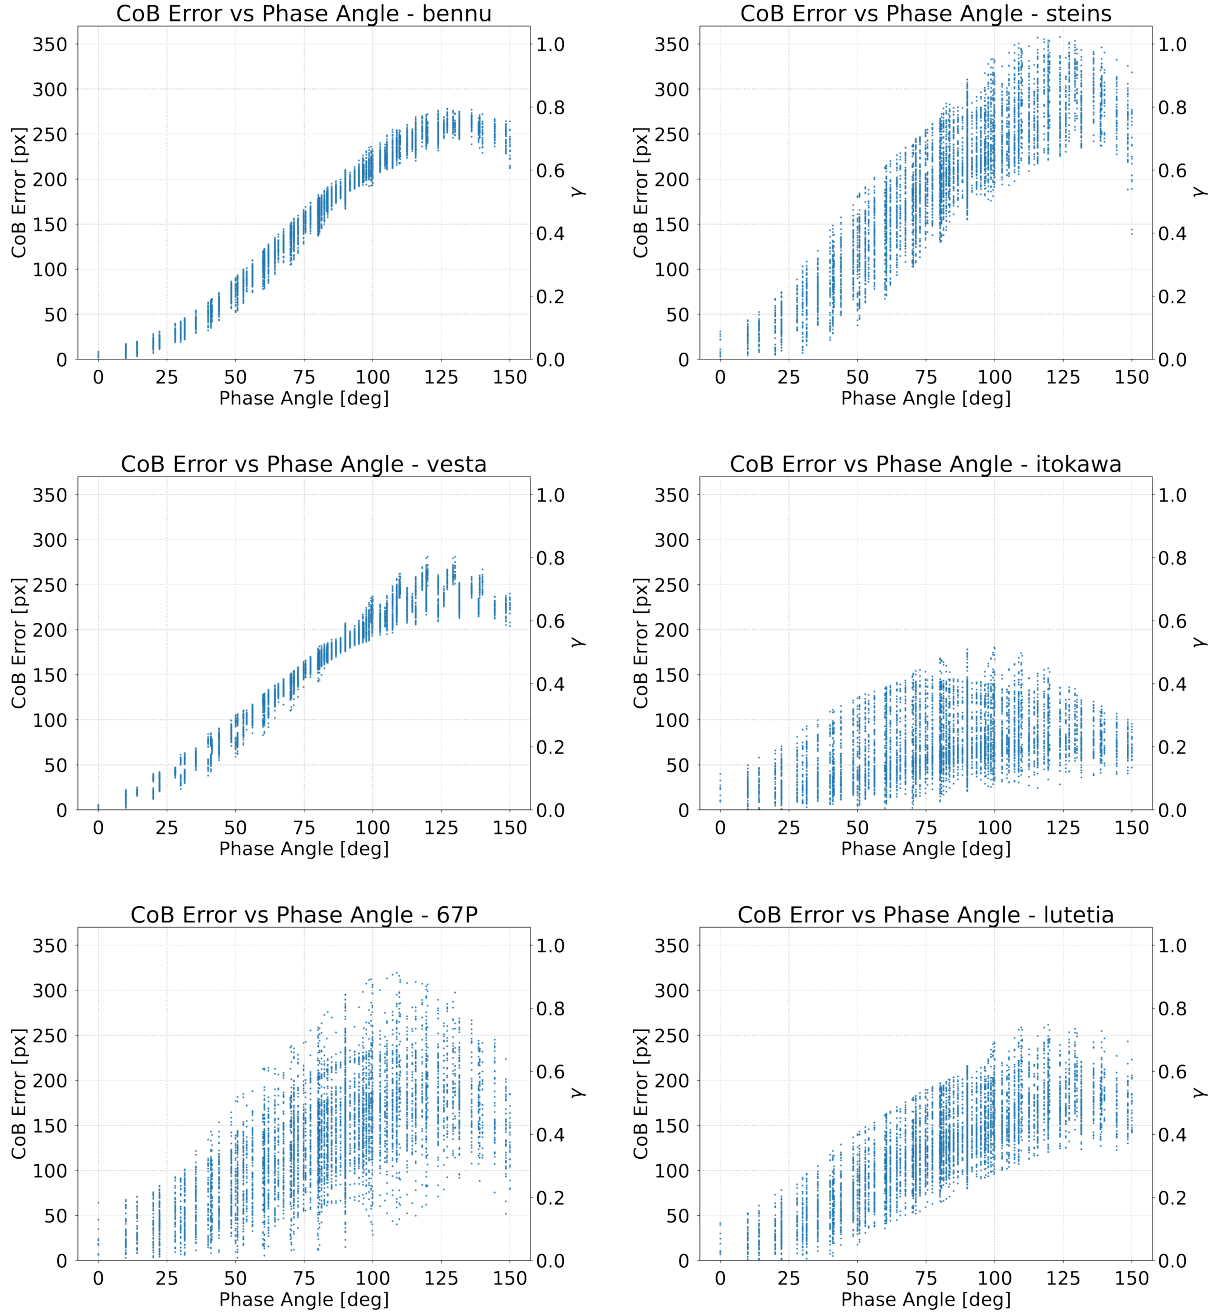 CoB Error vs Phase Angle - bennu
CoB Error [px]
350
300
250
200
150
100
50
0
0 25 50 75 100 125 150
Phase Angle [deg]
1.0
0.8
0.6
0.4
0.2
0.0
γ
CoB Error vs Phase Angle - steins
CoB Error [px]
350
300
250
200
150
100
50
0
0 25 50 75 100 125 150
Phase Angle [deg]
1.0
0.8
0.6
0.4
0.2
0.0
γ
CoB Error vs Phase Angle - vesta
CoB Error [px]
350
300
250
200
150
100
50
0
0 25 50 75 100 125 150
Phase Angle [deg]
1.0
0.8
0.6
0.4
0.2
0.0
γ
CoB Error vs Phase Angle - itokawa
CoB Error [px]
350
300
250
200
150
100
50
0
0 25 50 75 100 125 150
Phase Angle [deg]
1.0
0.8
0.6
0.4
0.2
0.0
γ
CoB Error vs Phase Angle - 67P
CoB Error [px]
350
300
250
200
150
100
50
0
0 25 50 75 100 125 150
Phase Angle [deg]
1.0
0.8
0.6
0.4
0.2
0.0
γ
CoB Error vs Phase Angle - lutetia
CoB Error [px]
350
300
250
200
150
100
50
0
0 25 50 75 100 125 150
Phase Angle [deg]
1.0
0.8
0.6
0.4
0.2
0.0
γ